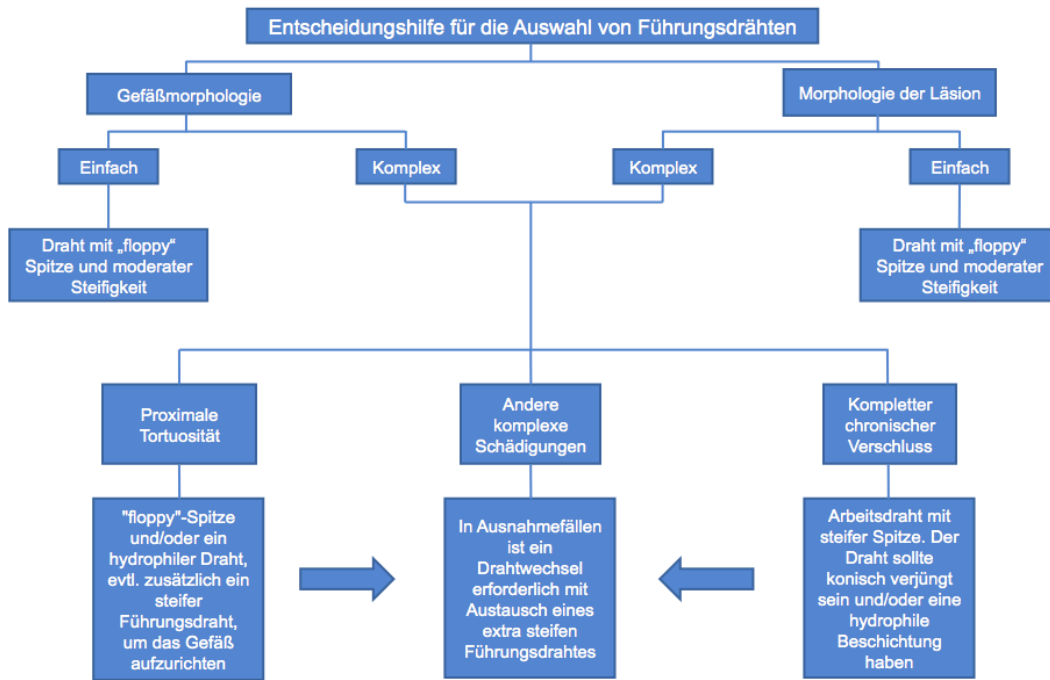 Entscheidungshilfe für die Auswahl von Führungsdrähten
Gefäßmorphologie
Morphologie der Läsion
Einfach
Komplex
Komplex
Einfach
Draht mit „floppy“
Spitze und moderater
Steifigkeit
Draht mit „floppy“
Spitze und moderater
Steifigkeit
Proximale
Tortuosität
Andere
komplexe
Schädigungen
Kompletter
chronischer
Verschluss
"floppy"-Spitze
und/oder ein
hydrophiler Draht,
evtl. zusätzlich ein
steifer
Führungsdraht,
um das Gefäß
aufzurichten
In Ausnahmefällen
ist ein
Drahtwechsel
erforderlich mit
Austausch eines
extra steifen
Führungsdrahtes
Arbeitsdraht mit
steifer Spitze. Der
Draht sollte
konisch verjüngt
sein und/oder eine
hydrophile
Beschichtung
haben